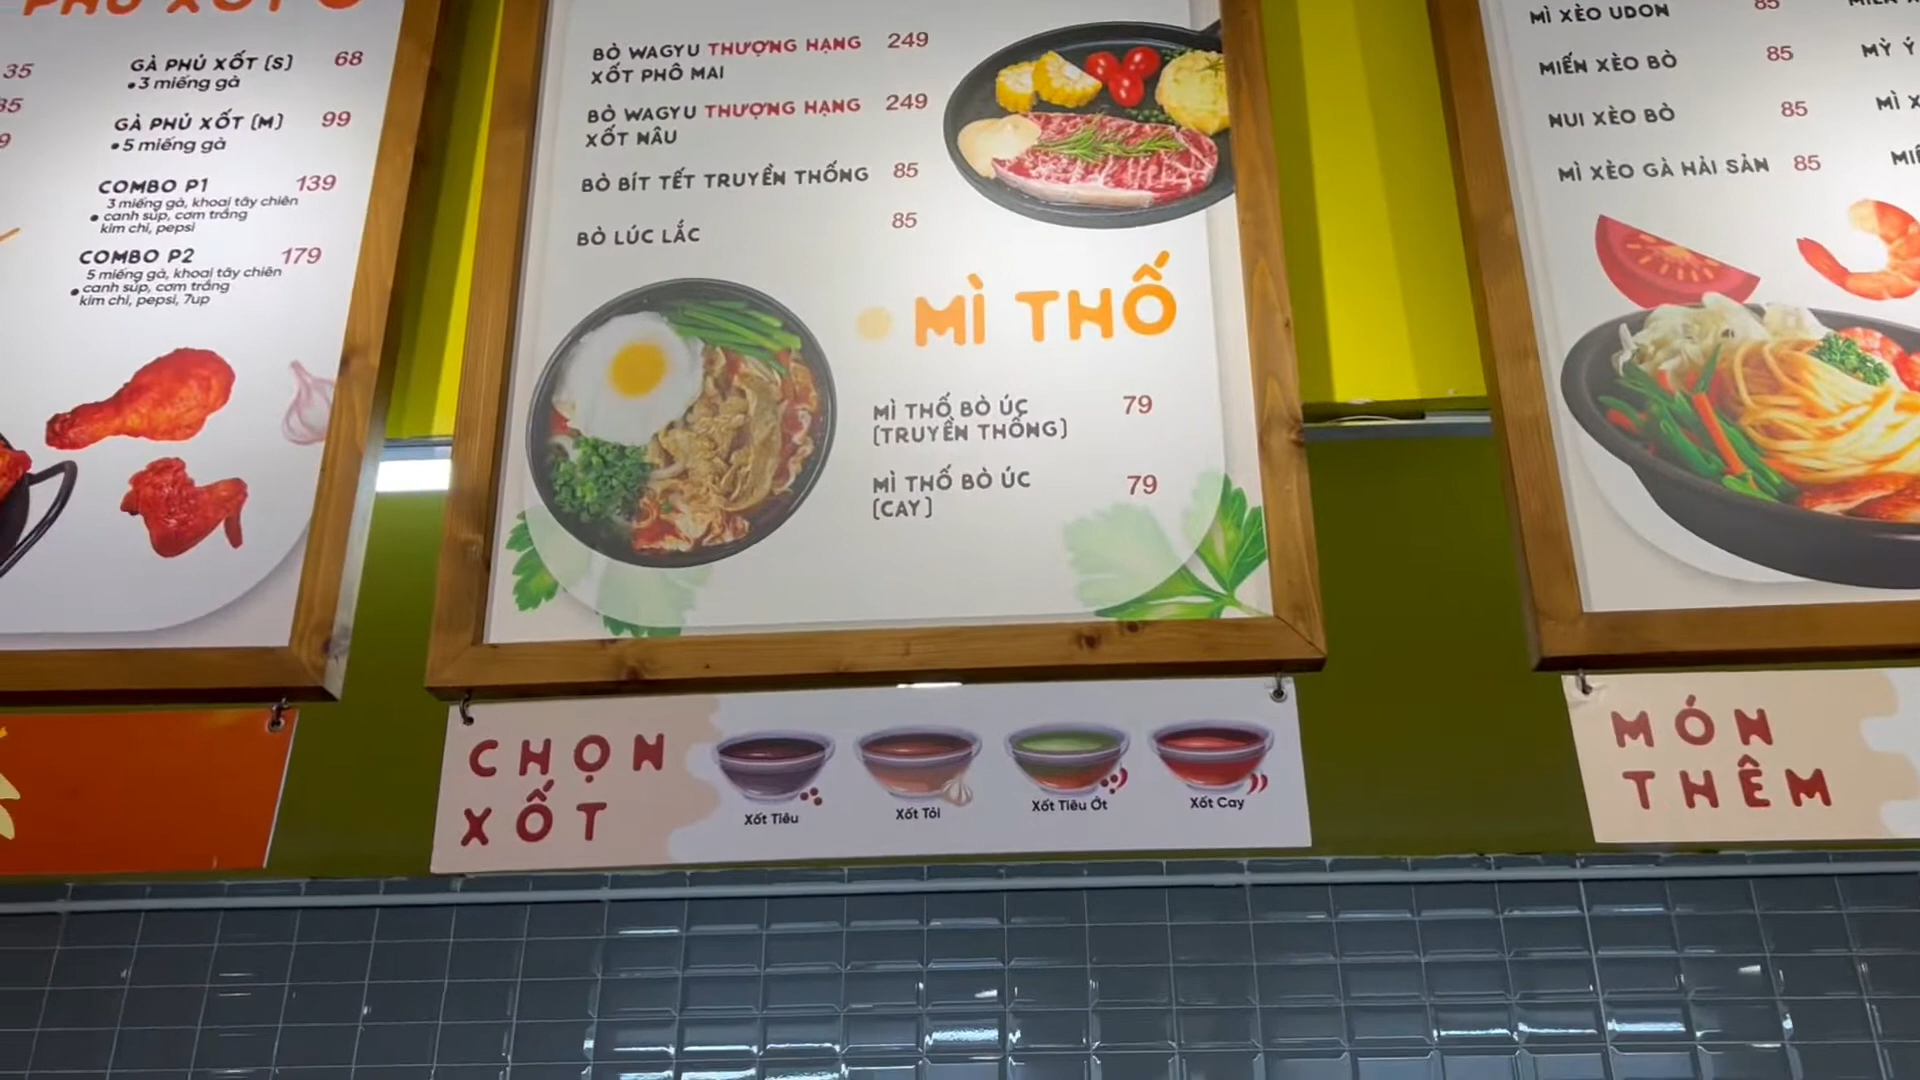 PHỦ XỐT
35
GÀ PHỦ XỐT (S) 68
• 3 miếng gà
35
GÀ PHỦ XỐT (M) 99
• 5 miếng gà
9
COMBO P1 139
3 miếng gà, khoai tây chiên
• canh súp, cơm trắng
kim chi, pepsi
COMBO P2 179
5 miếng gà, khoai tây chiên
• canh súp, cơm trắng
kim chi, pepsi, 7up
BÒ WAGYU THƯỢNG HẠNG 249
XỐT PHÔ MAI
BÒ WAGYU THƯỢNG HẠNG 249
XỐT NÂU
BÒ BÍT TẾT TRUYỀN THỐNG 85
BÒ LÚC LẮC 85
MÌ THỐ
MÌ THỐ BÒ ÚC 79
(TRUYỀN THỐNG)
MÌ THỐ BÒ ÚC 79
(CAY)
MÌ XÈO UDON 85
MIẾN XÈO BÒ 85
MỲ Ý
NUI XÈO BÒ 85
MÌ X
MÌ XÈO GÀ HẢI SẢN 85
CHỌN
XỐT
Xốt Tiêu
Xốt Tỏi
Xốt Tiêu Ớt
Xốt Cay
MÓN
THÊM